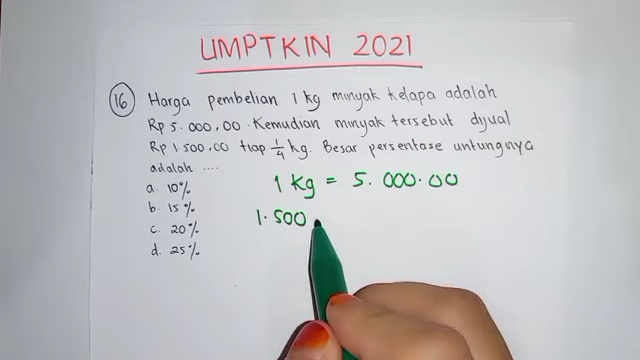 UMPTKIN 2021
16 Harga pembelian 1 kg minyak kelapa adalah
Rp 5.000,00. Kemudian minyak tersebut dijual
Rp 1.500,00 tiap 1/4 kg. Besar persentase untungnya
adalah ....
a. 10%
b. 15%
c. 20%
d. 25%
1 kg = 5.000.00
1.500